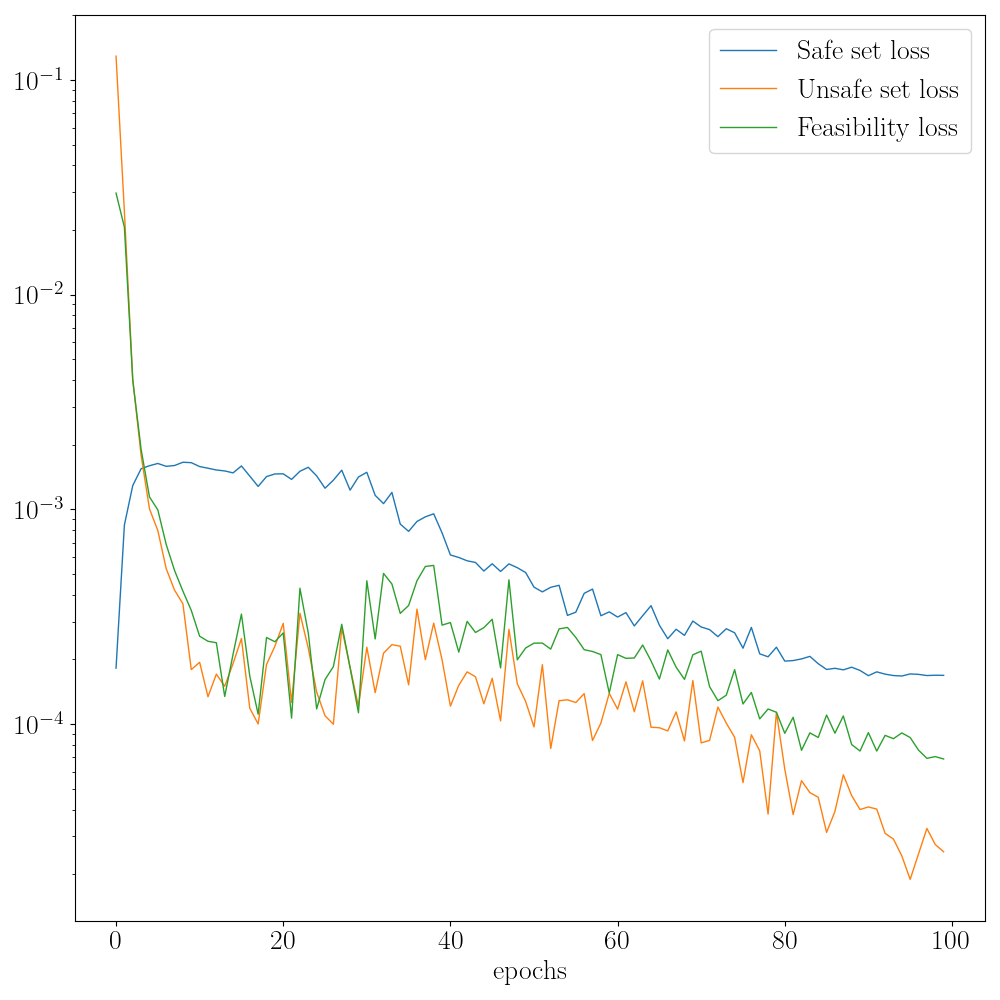 Safe set loss
Unsafe set loss
Feasibility loss
10⁻¹
10⁻²
10⁻³
10⁻⁴
0 20 40 60 80 100
epochs